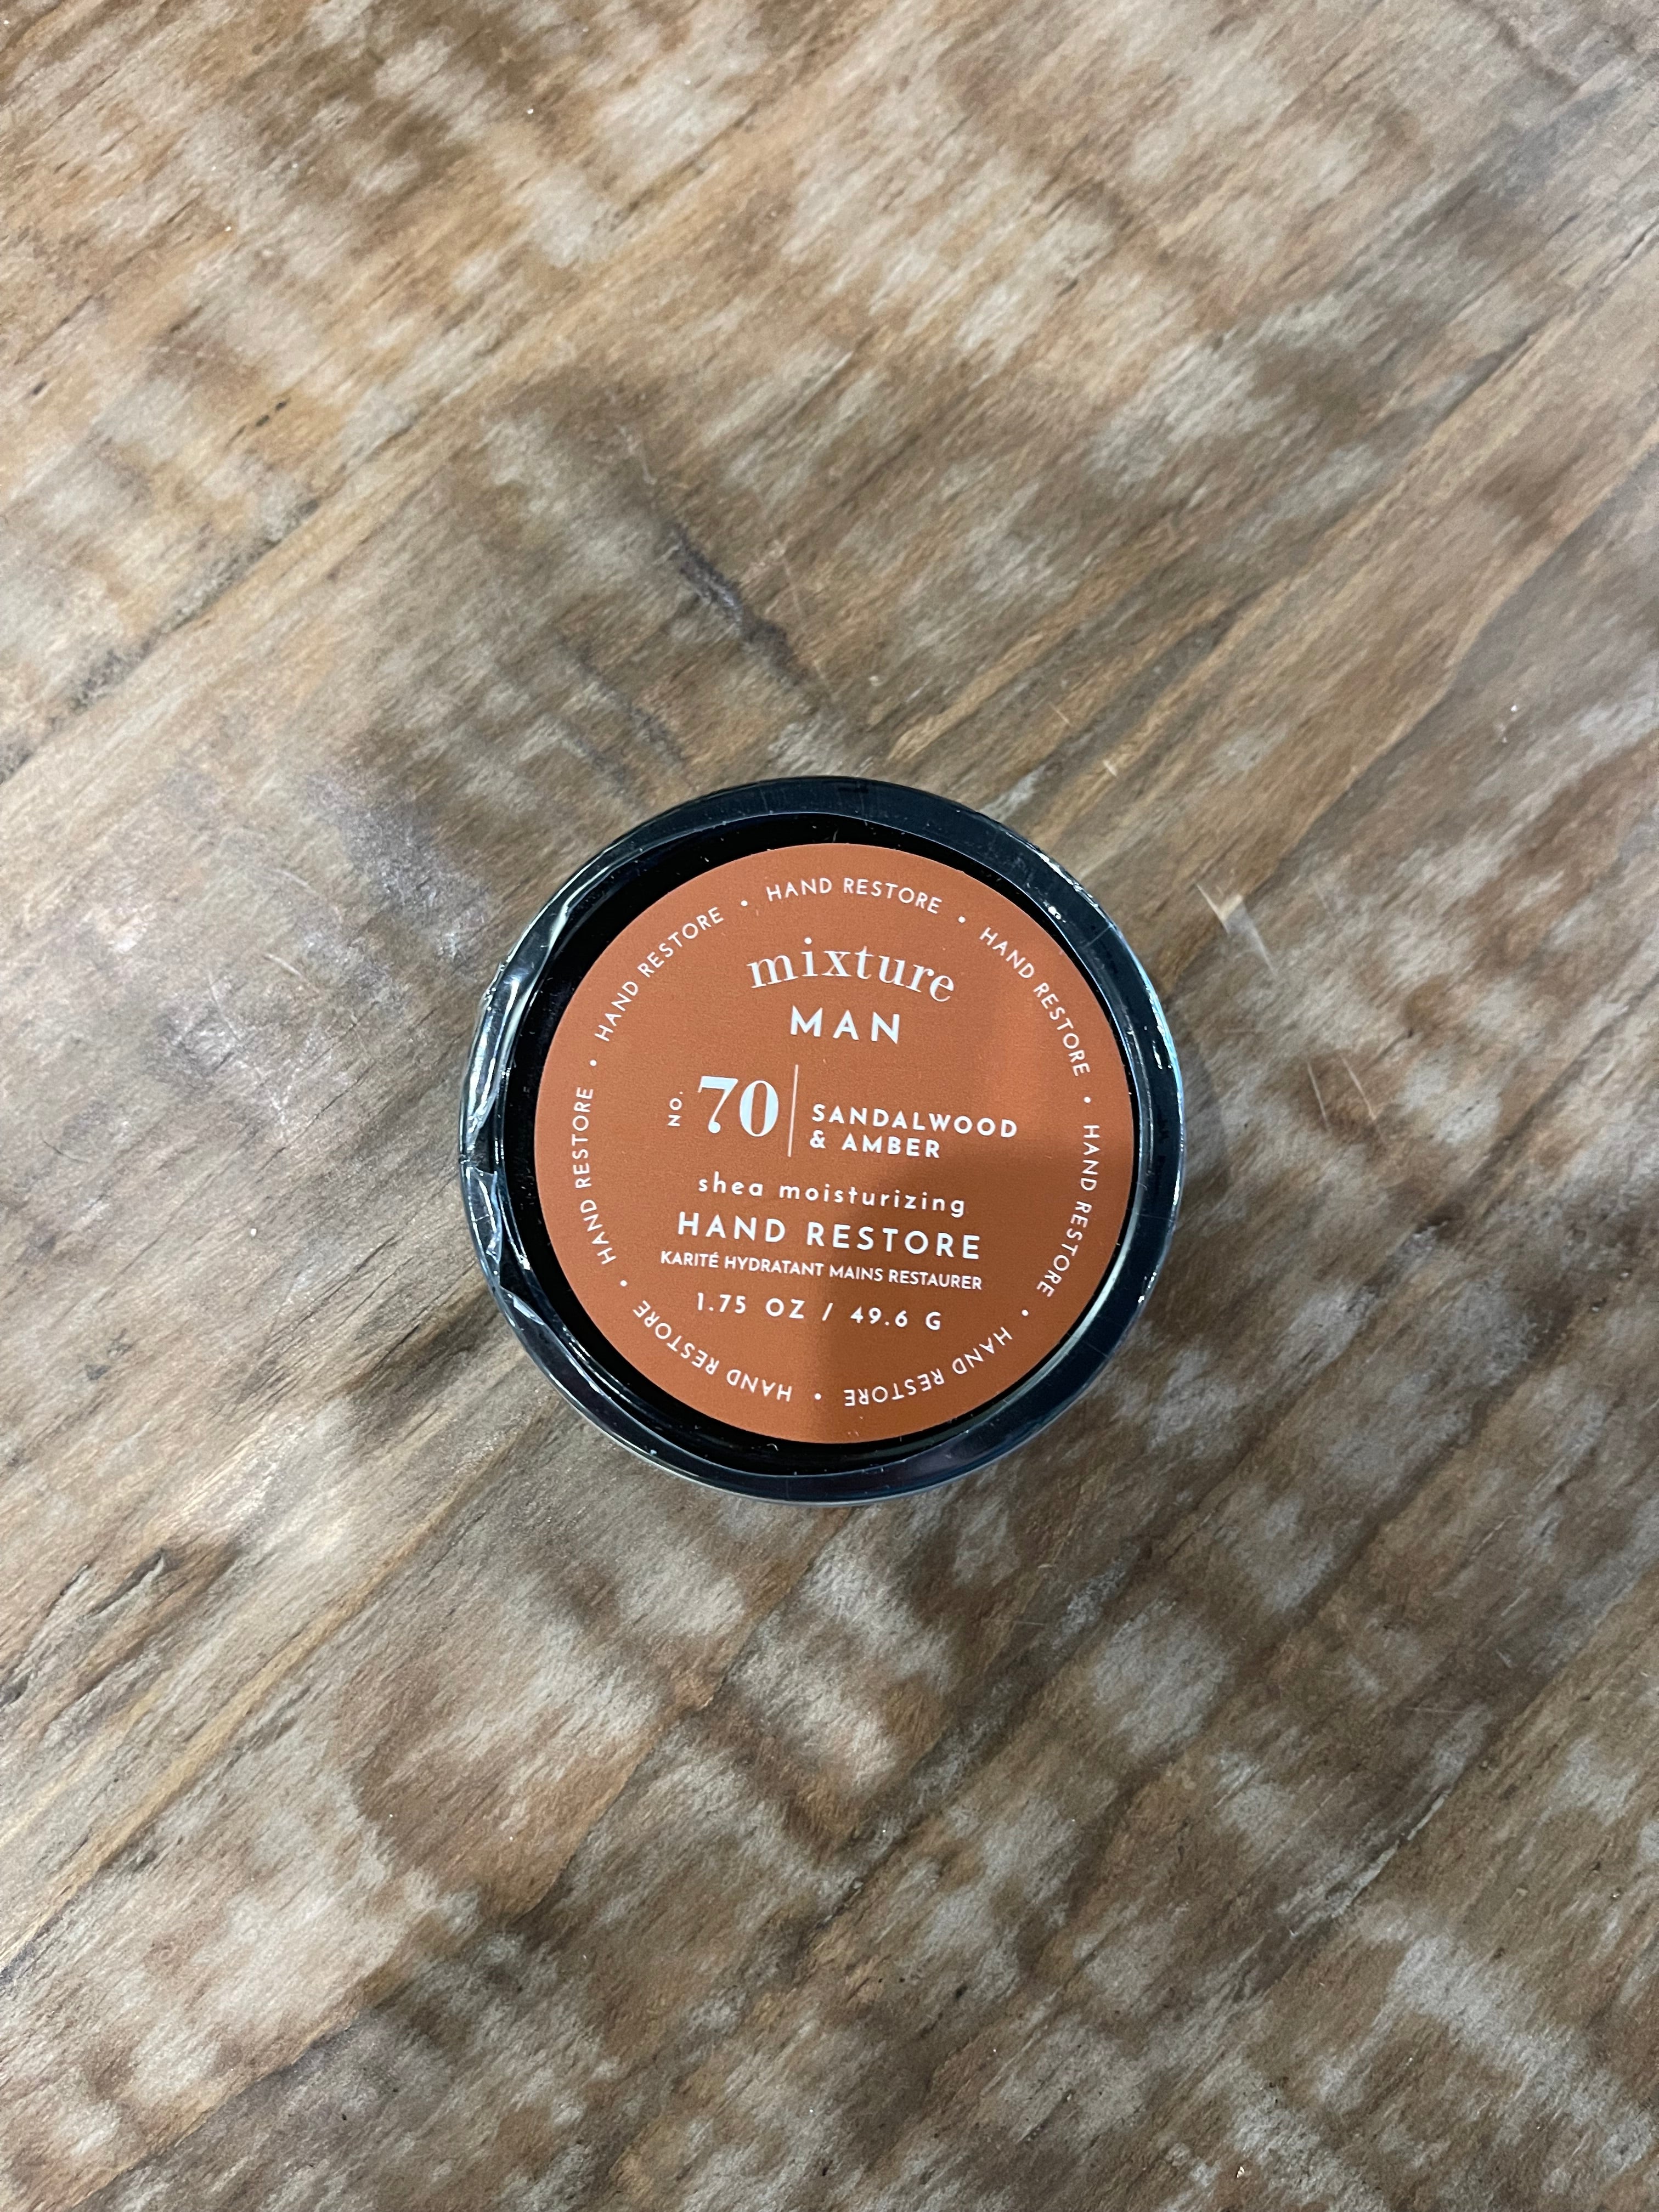 HAND RESTORE • HAND RESTORE • HAND RESTORE • HAND RESTORE • HAND RESTORE • HAND RESTORE • HAND RESTORE •
mixture
MAN
NO. 70
SANDALWOOD
& AMBER
shea moisturizing
HAND RESTORE
KARITÉ HYDRATANT MAINS RESTAURER
1.75 OZ / 49.6 G